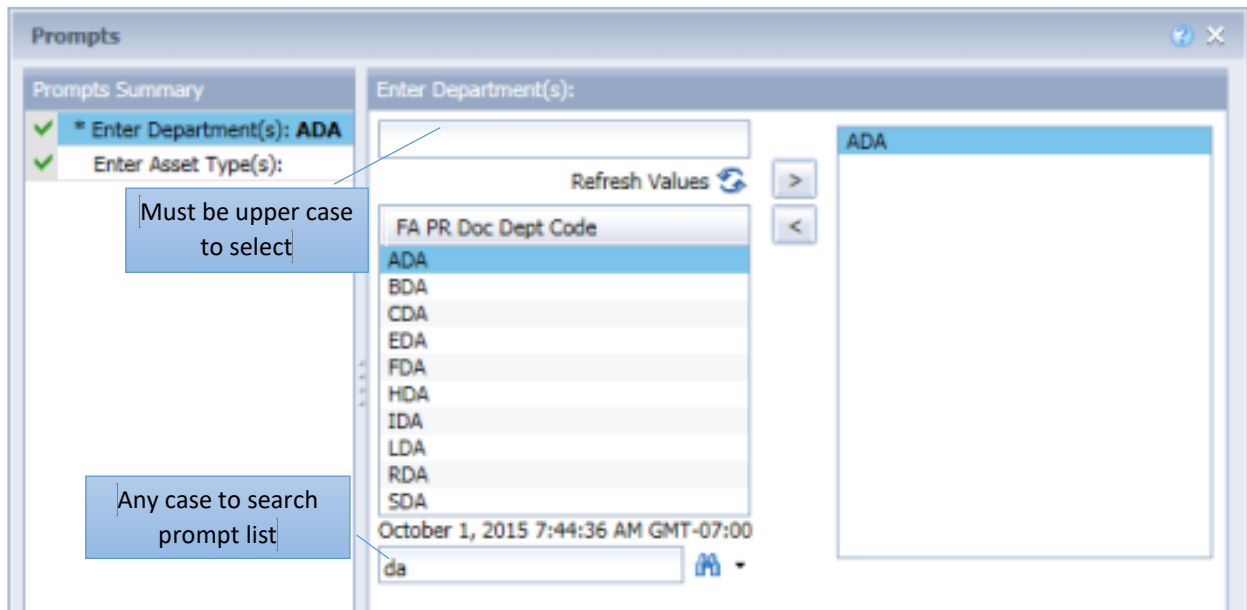 Prompts
Prompts Summary
* Enter Department(s): ADA
Enter Asset Type(s):
Must be upper case
to select
Any case to search
prompt list
Enter Department(s):
Refresh Values
FA PR Doc Dept Code
ADA
BDA
CDA
EDA
FDA
HDA
IDA
LDA
RDA
SDA
October 1, 2015 7:44:36 AM GMT-07:00
da
>
<
ADA